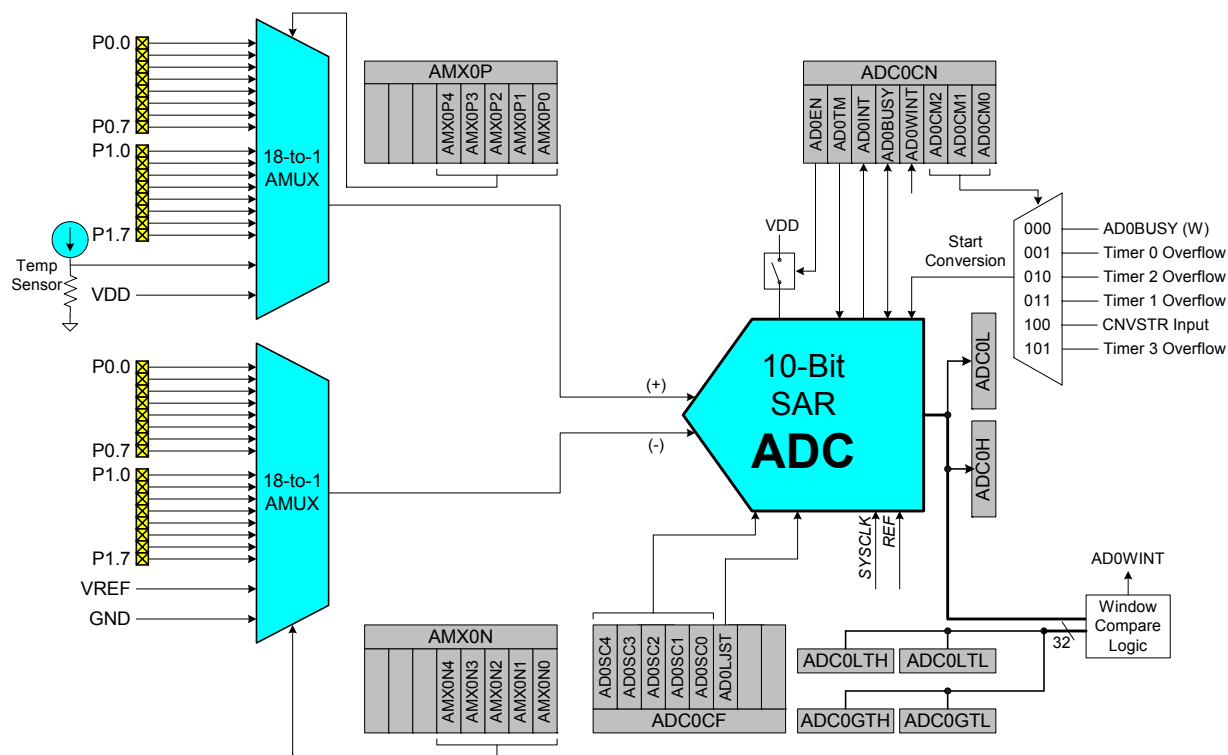 P0.0
P0.7
P1.0
P1.7
18-to-1
AMUX
Temp
Sensor
VDD
AMX0P
AMX0P4
AMX0P3
AMX0P2
AMX0P1
AMX0P0
ADC0CN
AD0EN
AD0TM
AD0INT
AD0BUSY
AD0WINT
AD0CM2
AD0CM1
AD0CM0
VDD
Start
Conversion
000
AD0BUSY (W)
001
Timer 0 Overflow
010
Timer 2 Overflow
011
Timer 1 Overflow
100
CNVSTR Input
101
Timer 3 Overflow
P0.0
P0.7
P1.0
P1.7
18-to-1
AMUX
VREF
GND
(+)
(-)
10-Bit
SAR
ADC
ADC0L
ADC0H
SYSCLK
REF
AMX0N
AMX0N4
AMX0N3
AMX0N2
AMX0N1
AMX0N0
AD0SC4
AD0SC3
AD0SC2
AD0SC1
AD0SC0
AD0LJST
ADC0CF
AD0WINT
Window
Compare
Logic
32
ADC0LTH
ADC0LTL
ADC0GTH
ADC0GTL